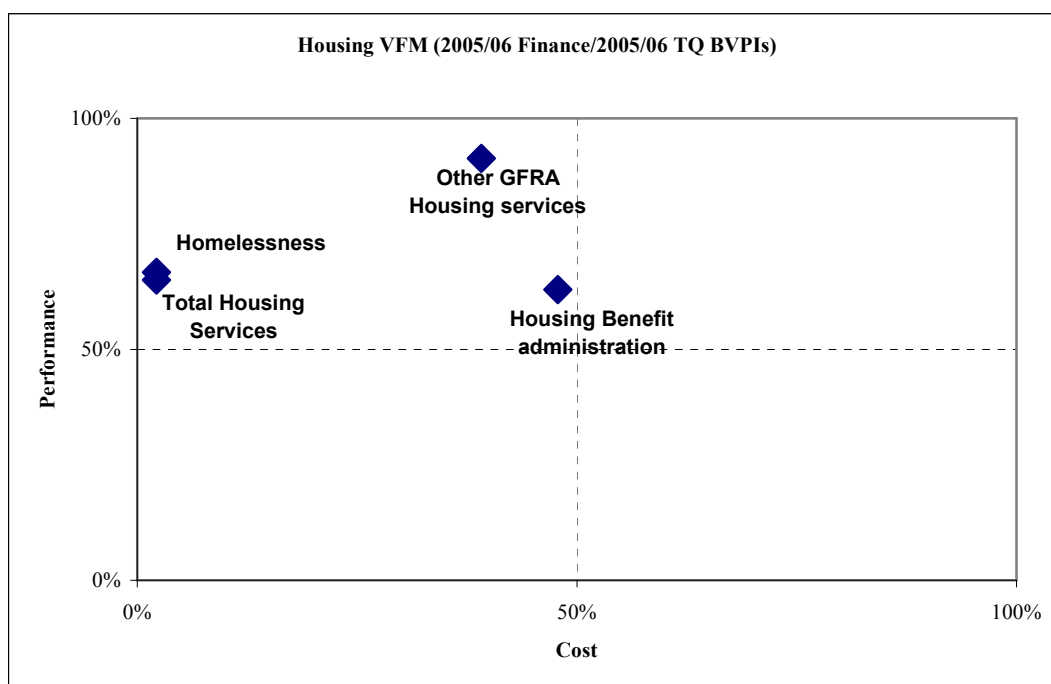 Housing VFM (2005/06 Finance/2005/06 TQ BVPIs)
100%
Other GFRA
Housing services
Homelessness
Total Housing
Services
Housing Benefit
administration
50%
Performance
0%
0%
50%
100%
Cost